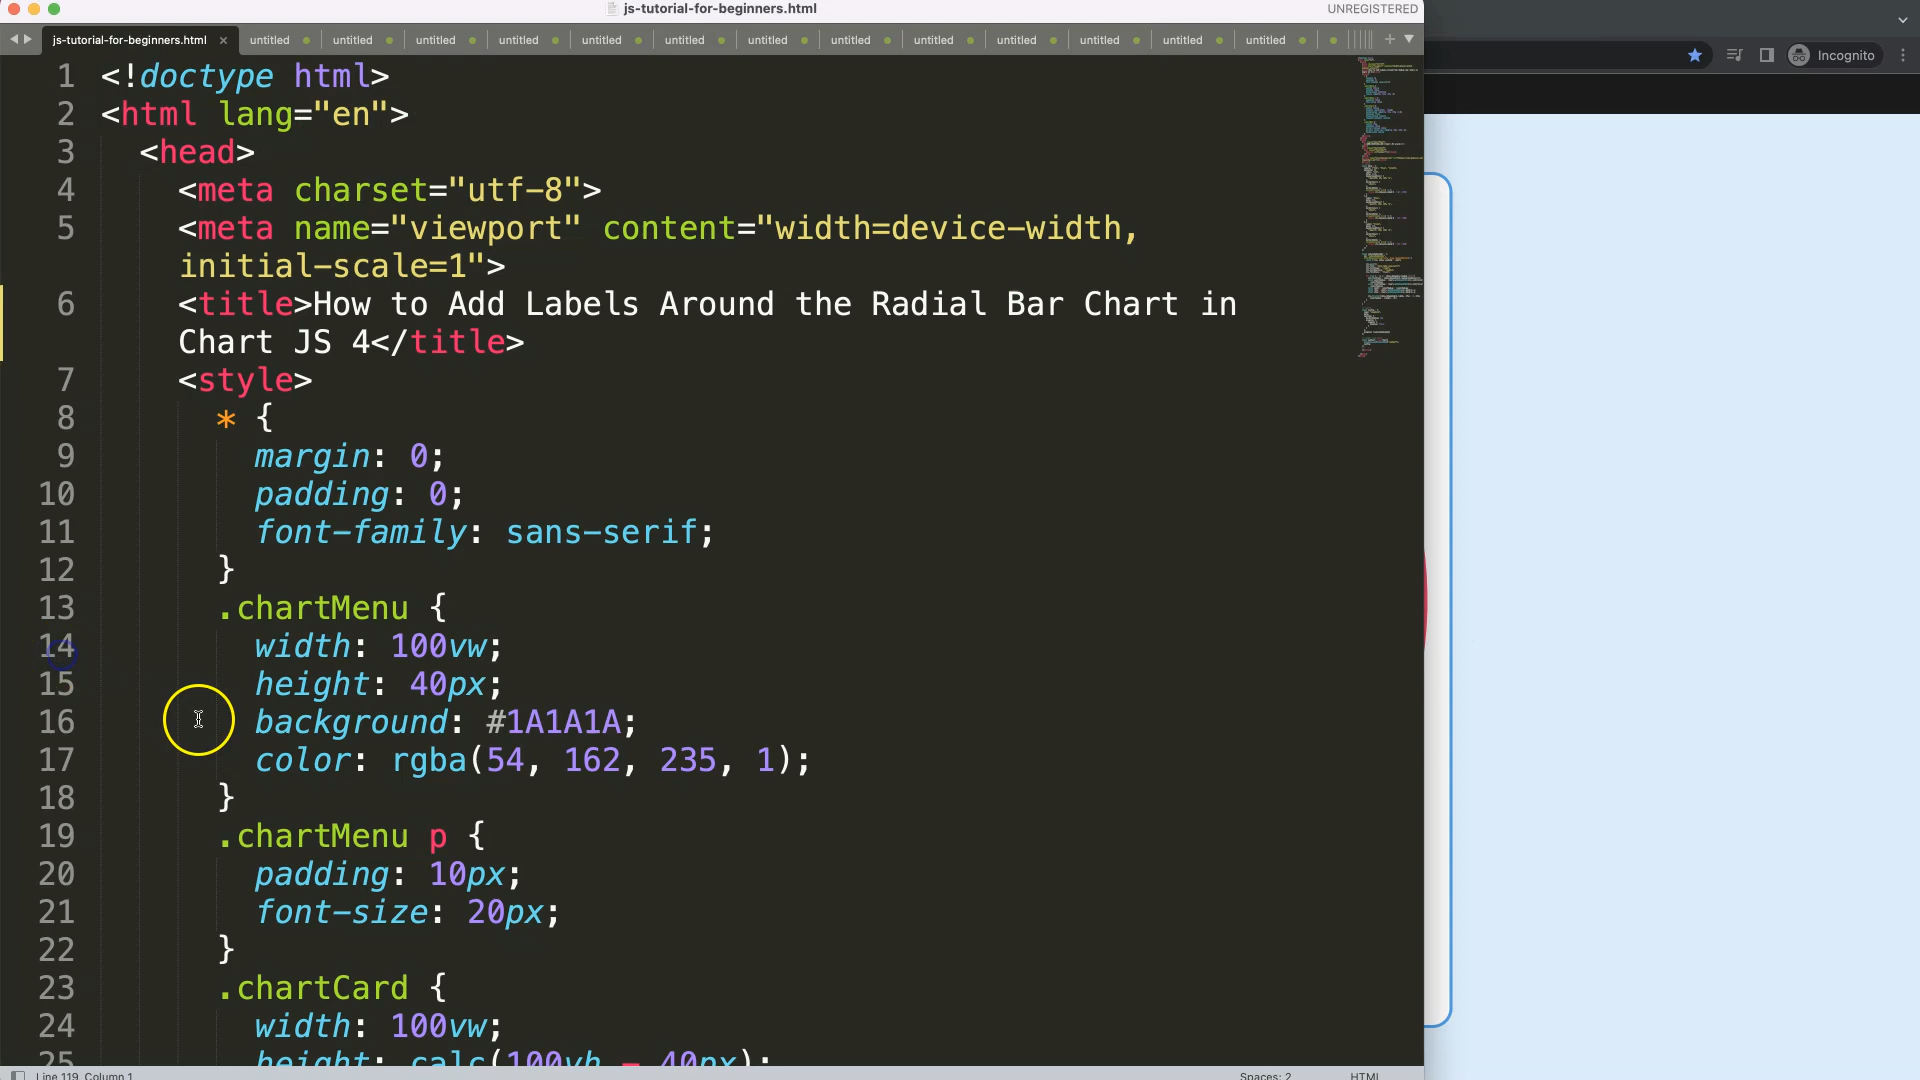 js-tutorial-for-beginners.html
UNREGISTERED
js-tutorial-for-beginners.html × untitled untitled untitled untitled untitled untitled untitled untitled untitled untitled untitled untitled untitled
Incognito
1 <!doctype html>
2 <html lang="en">
3 <head>
4 <meta charset="utf-8">
5 <meta name="viewport" content="width=device-width,
initial-scale=1">
6 <title>How to Add Labels Around the Radial Bar Chart in
Chart JS 4</title>
7 <style>
8 * {
9 margin: 0;
10 padding: 0;
11 font-family: sans-serif;
12 }
13 .chartMenu {
14 width: 100vw;
15 height: 40px;
16 background: #1A1A1A;
17 color: rgba(54, 162, 235, 1);
18 }
19 .chartMenu p {
20 padding: 10px;
21 font-size: 20px;
22 }
23 .chartCard {
24 width: 100vw;
25 height: calc(100vh - 40px);
Line 119, Column 1
Spaces: 2
HTML